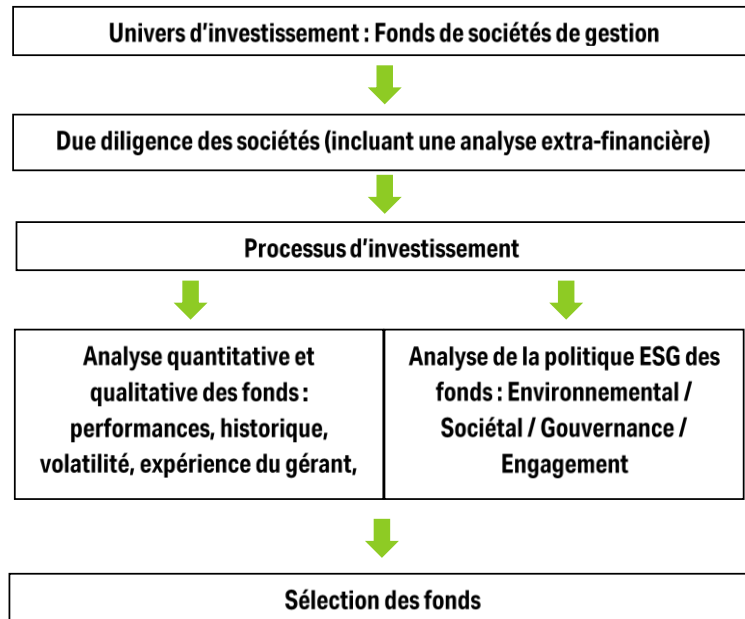 Univers d’investissement : Fonds de sociétés de gestion
Due diligence des sociétés (incluant une analyse extra-financière)
Processus d’investissement
Analyse quantitative et
qualitative des fonds :
performances, historique,
volatilité, expérience du gérant,
Analyse de la politique ESG des
fonds : Environnemental /
Sociétal / Gouvernance /
Engagement
Sélection des fonds